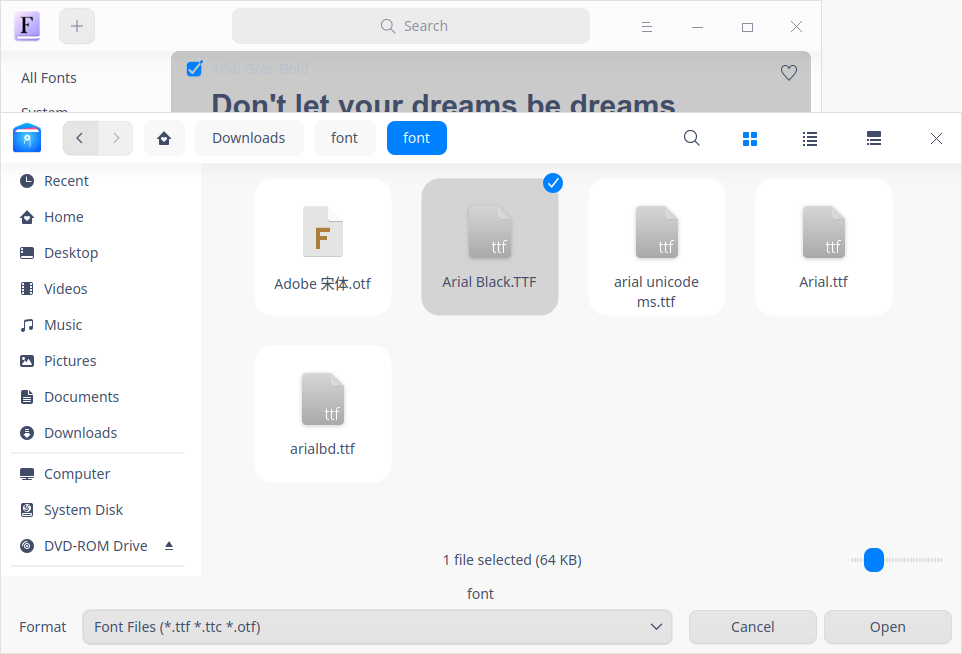 F
Search
All Fonts
Arial Gras-Bold
System
Don't let your dreams be dreams
Downloads
font
font
Recent
Home
Desktop
Videos
Music
Pictures
Documents
Downloads
Computer
System Disk
DVD-ROM Drive
F
Adobe 宋体.otf
ttf
Arial Black.TTF
ttf
arial unicode
ms.ttf
ttf
Arial.ttf
ttf
arialbd.ttf
1 file selected (64 KB)
font
Format
Font Files (*.ttf *.ttc *.otf)
Cancel
Open